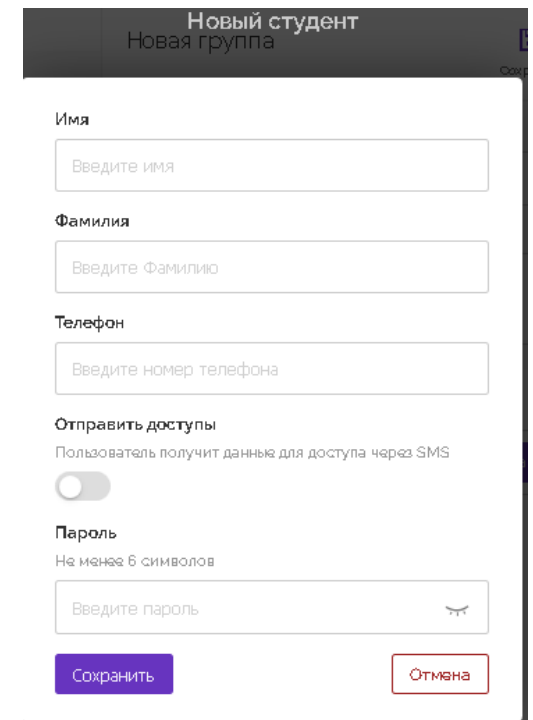 Новый студент
Новая группа
Имя
Введите имя
Фамилия
Введите Фамилию
Телефон
Введите номер телефона
Отправить доступы
Пользователь получит данные для доступа через SMS
Пароль
Не менее 6 символов
Введите пароль
Сохранить
Отмена